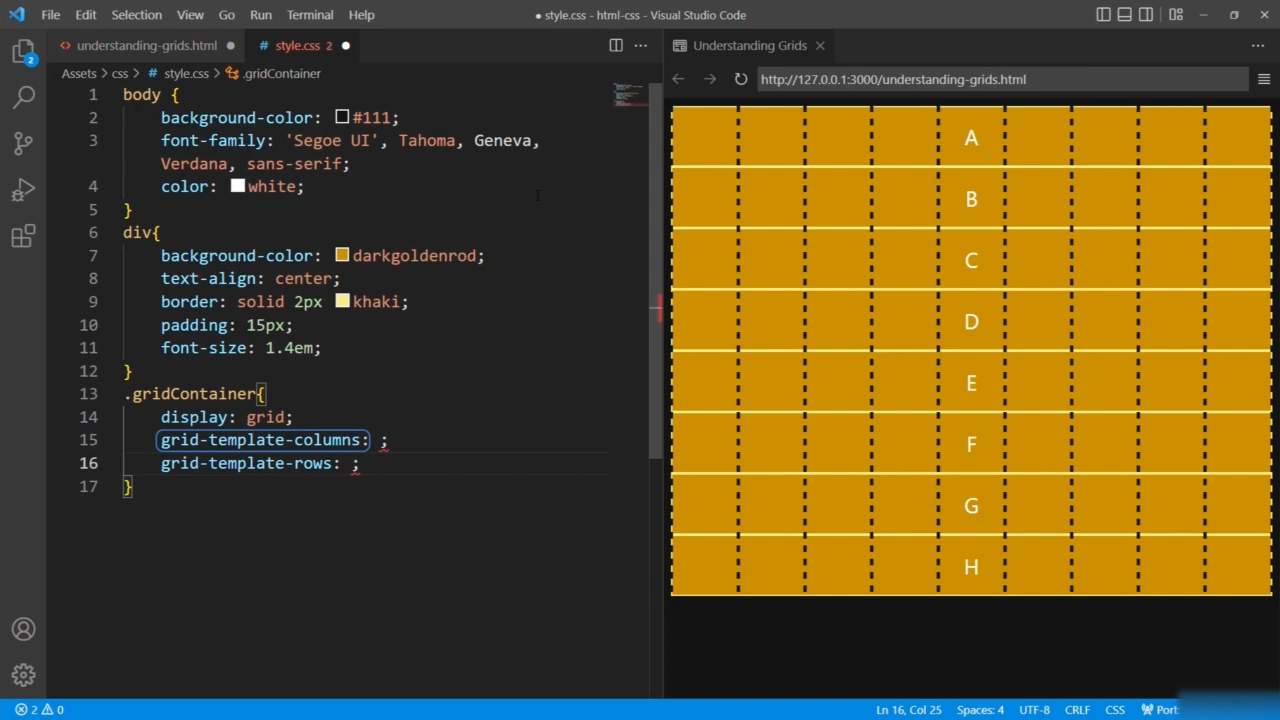 File Edit Selection View Go Run Terminal Help
● style.css - html-css - Visual Studio Code
understanding-grids.html ●
# style.css 2 ●
Understanding Grids
Assets > css > # style.css > .gridContainer
http://127.0.0.1:3000/understanding-grids.html
2
1 body {
2 background-color: #111;
3 font-family: 'Segoe UI', Tahoma, Geneva,
Verdana, sans-serif;
4 color: white;
5 }
6 div{
7 background-color: darkgoldenrod;
8 text-align: center;
9 border: solid 2px khaki;
10 padding: 15px;
11 font-size: 1.4em;
12 }
13 .gridContainer{
14 display: grid;
15 grid-template-columns: ;
16 grid-template-rows: ;
17 }
A
B
C
D
E
F
G
H
2 0
Ln 16, Col 25 Spaces: 4 UTF-8 CRLF CSS Port